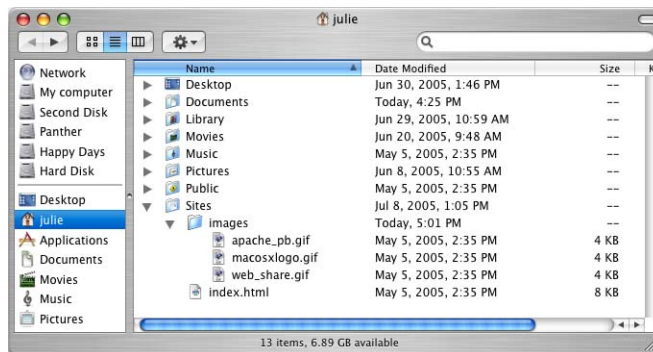 julie
Network
My computer
Second Disk
Panther
Happy Days
Hard Disk
Desktop
julie
Applications
Documents
Movies
Music
Pictures
Name Date Modified Size K
Desktop Jun 30, 2005, 1:46 PM --
Documents Today, 4:25 PM --
Library Jun 29, 2005, 10:59 AM --
Movies Jun 20, 2005, 9:48 AM --
Music May 5, 2005, 2:35 PM --
Pictures Jun 8, 2005, 10:55 AM --
Public May 5, 2005, 2:35 PM --
Sites Jul 8, 2005, 1:05 PM --
images Today, 5:01 PM --
apache_pb.gif May 5, 2005, 2:35 PM 4 KB
macosxlogo.gif May 5, 2005, 2:35 PM 4 KB
web_share.gif May 5, 2005, 2:35 PM 4 KB
index.html May 5, 2005, 2:35 PM 8 KB
13 items, 6.89 GB available